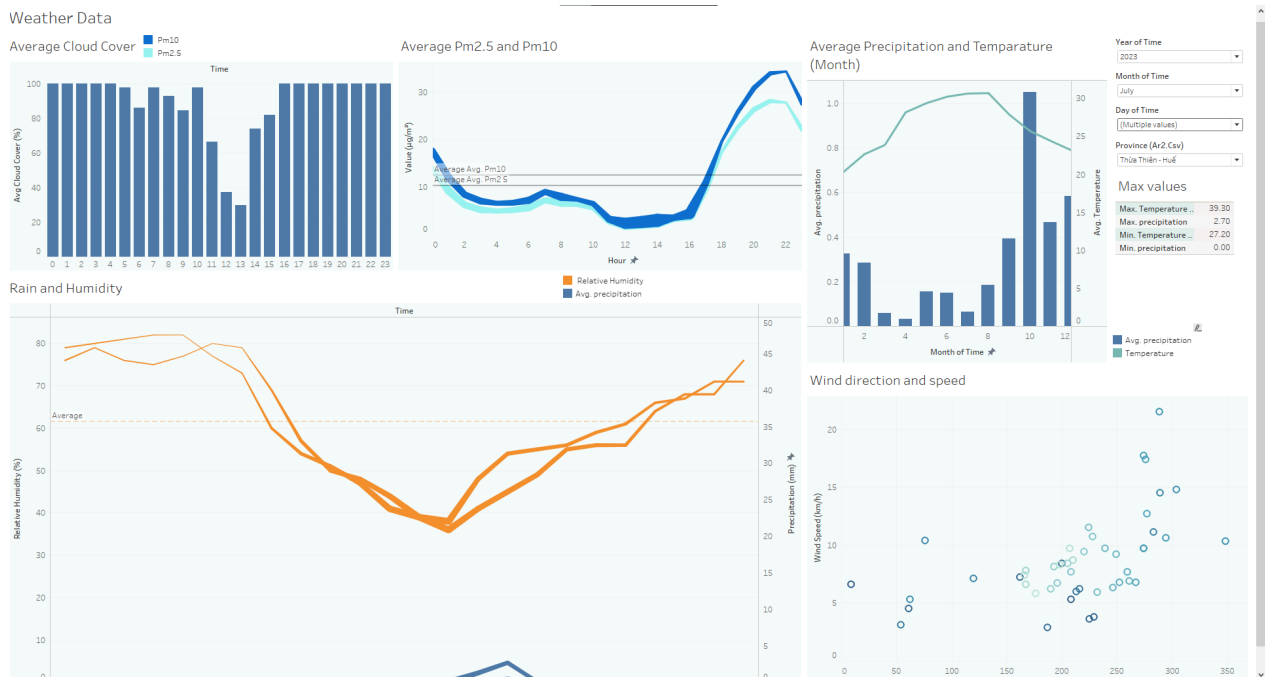 Weather Data
Average Cloud Cover
Pm10
Pm2.5
Time
Avg Cloud Cover (%)
100
80
60
40
20
0
0 1 2 3 4 5 6 7 8 9 10 11 12 13 14 15 16 17 18 19 20 21 22 23
Average Pm2.5 and Pm10
Value (µg/m³)
30
20
10
0
Average Avg. Pm10
Average Avg. Pm2.5
0 2 4 6 8 10 12 14 16 18 20 22
Hour
Average Precipitation and Temparature
(Month)
Avg. precipitation
1.0
0.8
0.6
0.4
0.2
0.0
30
25
20
15
10
5
0
Avg. Temperature
2 4 6 8 10 12
Month of Time
Year of Time
2023
Month of Time
July
Day of Time
(Multiple values)
Province (Ar2.Csv)
Thừa Thiên - Huế
Max values
Max. Temperature .. 39.30
Max. precipitation 2.70
Min. Temperature .. 27.20
Min. precipitation 0.00
Avg. precipitation
Temperature
Rain and Humidity
Relative Humidity
Avg. precipitation
Time
Relative Humidity (%)
80
70
60
50
40
30
20
10
0
Average
50
45
40
35
30
25
20
15
10
5
0
Precipitation (mm)
Wind direction and speed
Wind Speed (km/h)
20
15
10
5
0
0 50 100 150 200 250 300 350